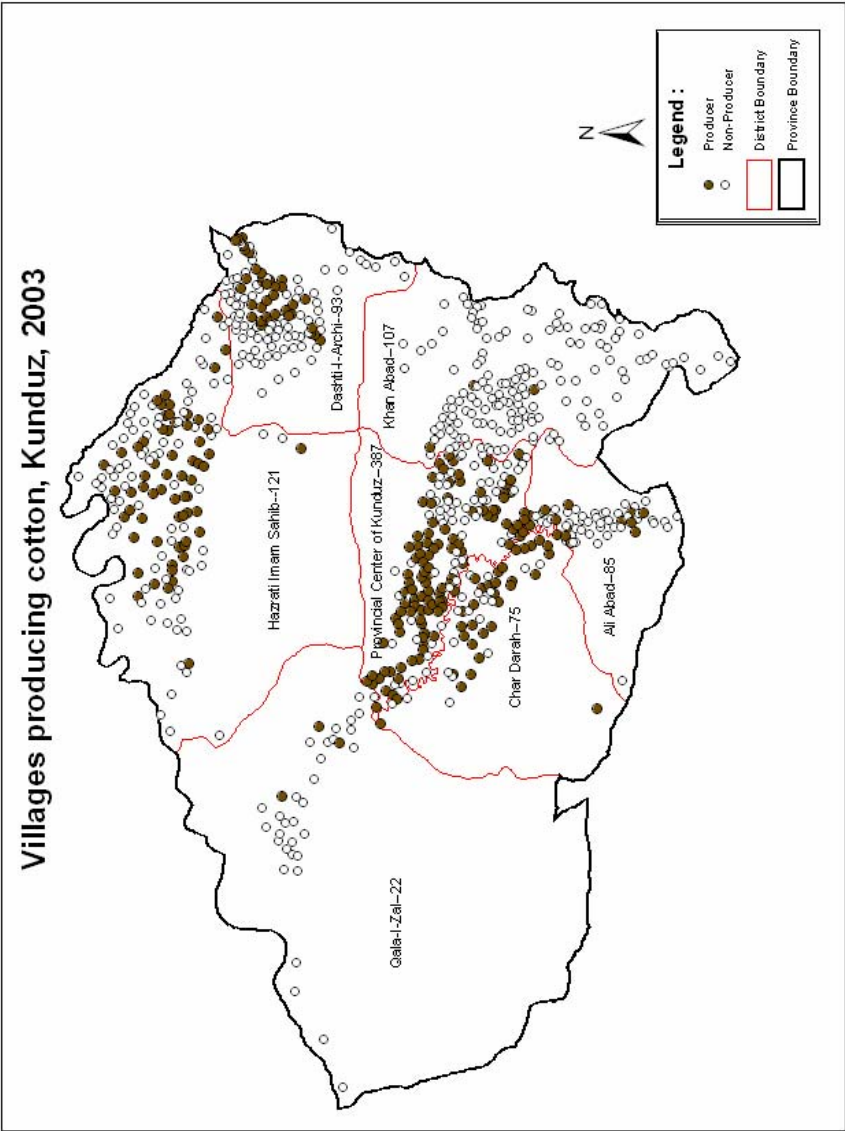 Villages producing cotton, Kunduz, 2003
Dashti-I-Archi--93
Khan Abad--107
Hazrati Imam Sahib--121
Provincial Center of Kunduz--387
Char Darah--75
Ali Abad--85
Qala-I-Zal--22
N
Legend :
Producer
Non-Producer
District Boundary
Province Boundary